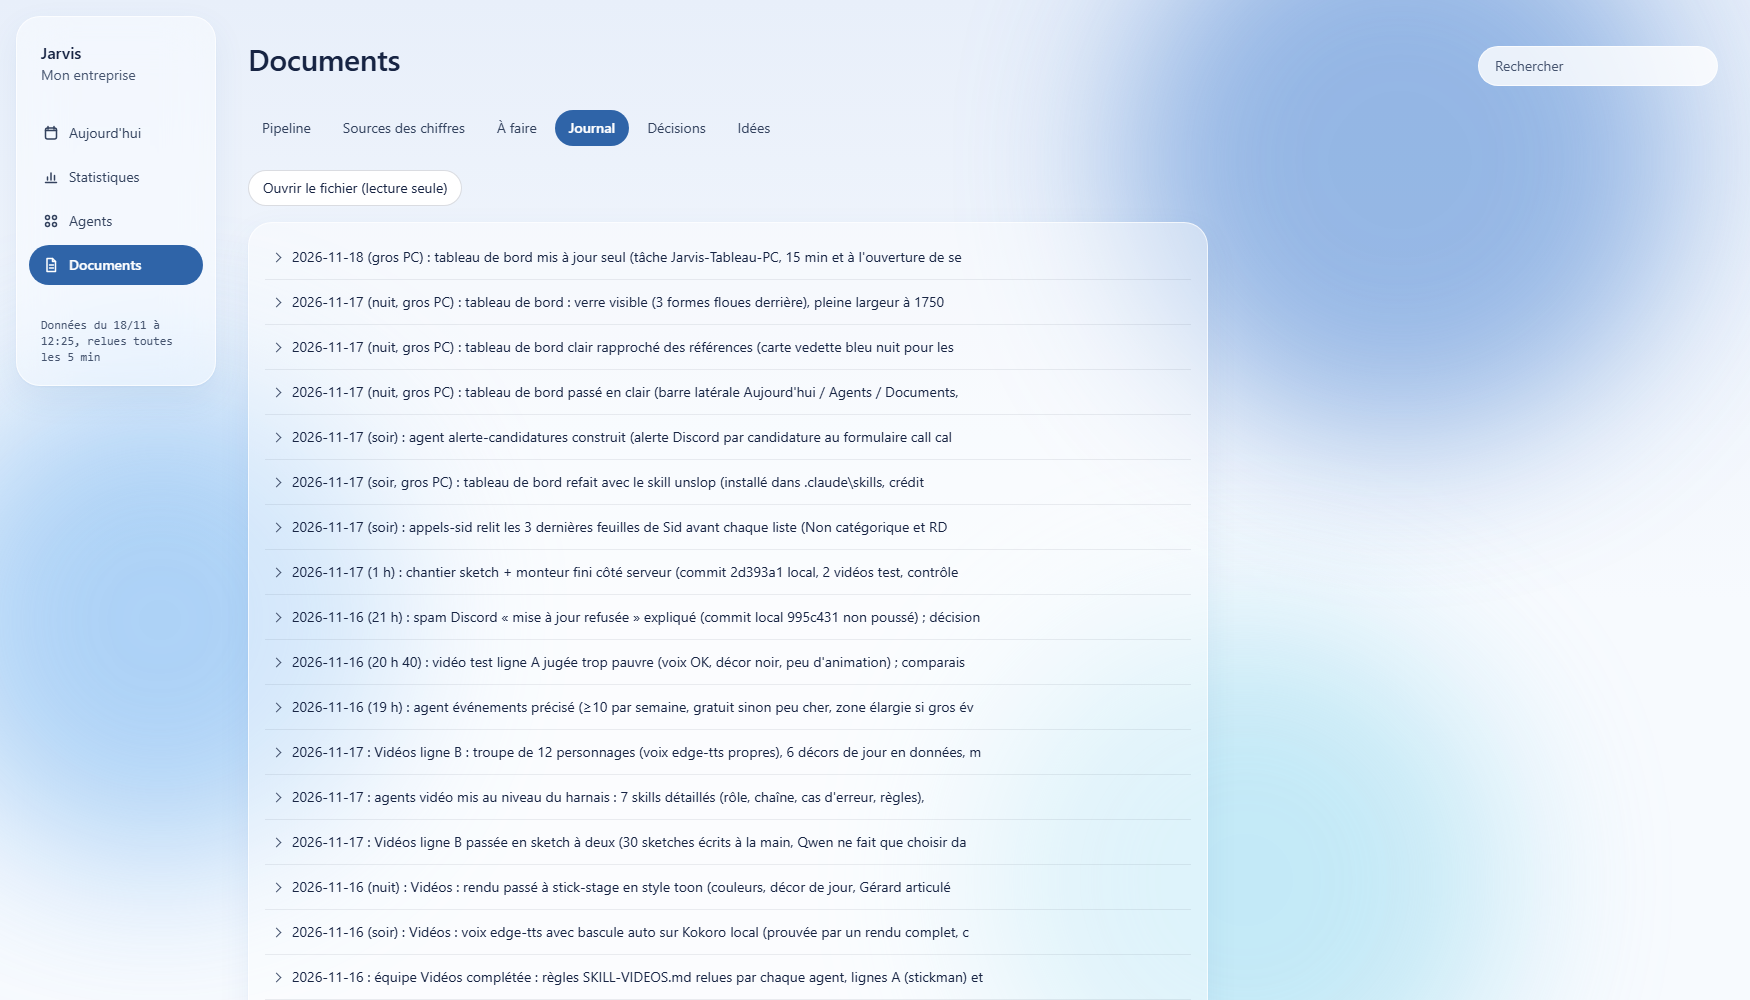 Jarvis
Mon entreprise
Aujourd'hui
Statistiques
Agents
Documents
Données du 18/11 à
12:25, relues toutes
les 5 min
Documents
Rechercher
Pipeline
Sources des chiffres
À faire
Journal
Décisions
Idées
Ouvrir le fichier (lecture seule)
2026-11-18 (gros PC) : tableau de bord mis à jour seul (tâche Jarvis-Tableau-PC, 15 min et à l'ouverture de se
2026-11-17 (nuit, gros PC) : tableau de bord : verre visible (3 formes floues derrière), pleine largeur à 1750
2026-11-17 (nuit, gros PC) : tableau de bord clair rapproché des références (carte vedette bleu nuit pour les
2026-11-17 (nuit, gros PC) : tableau de bord passé en clair (barre latérale Aujourd'hui / Agents / Documents,
2026-11-17 (soir) : agent alerte-candidatures construit (alerte Discord par candidature au formulaire call cal
2026-11-17 (soir, gros PC) : tableau de bord refait avec le skill unslop (installé dans .claude\skills, crédit
2026-11-17 (soir) : appels-sid relit les 3 dernières feuilles de Sid avant chaque liste (Non catégorique et RD
2026-11-17 (1 h) : chantier sketch + monteur fini côté serveur (commit 2d393a1 local, 2 vidéos test, contrôle
2026-11-16 (21 h) : spam Discord « mise à jour refusée » expliqué (commit local 995c431 non poussé) ; décision
2026-11-16 (20 h 40) : vidéo test ligne A jugée trop pauvre (voix OK, décor noir, peu d'animation) ; comparais
2026-11-16 (19 h) : agent événements précisé (≥10 par semaine, gratuit sinon peu cher, zone élargie si gros év
2026-11-17 : Vidéos ligne B : troupe de 12 personnages (voix edge-tts propres), 6 décors de jour en données, m
2026-11-17 : agents vidéo mis au niveau du harnais : 7 skills détaillés (rôle, chaîne, cas d'erreur, règles),
2026-11-17 : Vidéos ligne B passée en sketch à deux (30 sketches écrits à la main, Qwen ne fait que choisir da
2026-11-16 (nuit) : Vidéos : rendu passé à stick-stage en style toon (couleurs, décor de jour, Gérard articulé
2026-11-16 (soir) : Vidéos : voix edge-tts avec bascule auto sur Kokoro local (prouvée par un rendu complet, c
2026-11-16 : équipe Vidéos complétée : règles SKILL-VIDEOS.md relues par chaque agent, lignes A (stickman) et